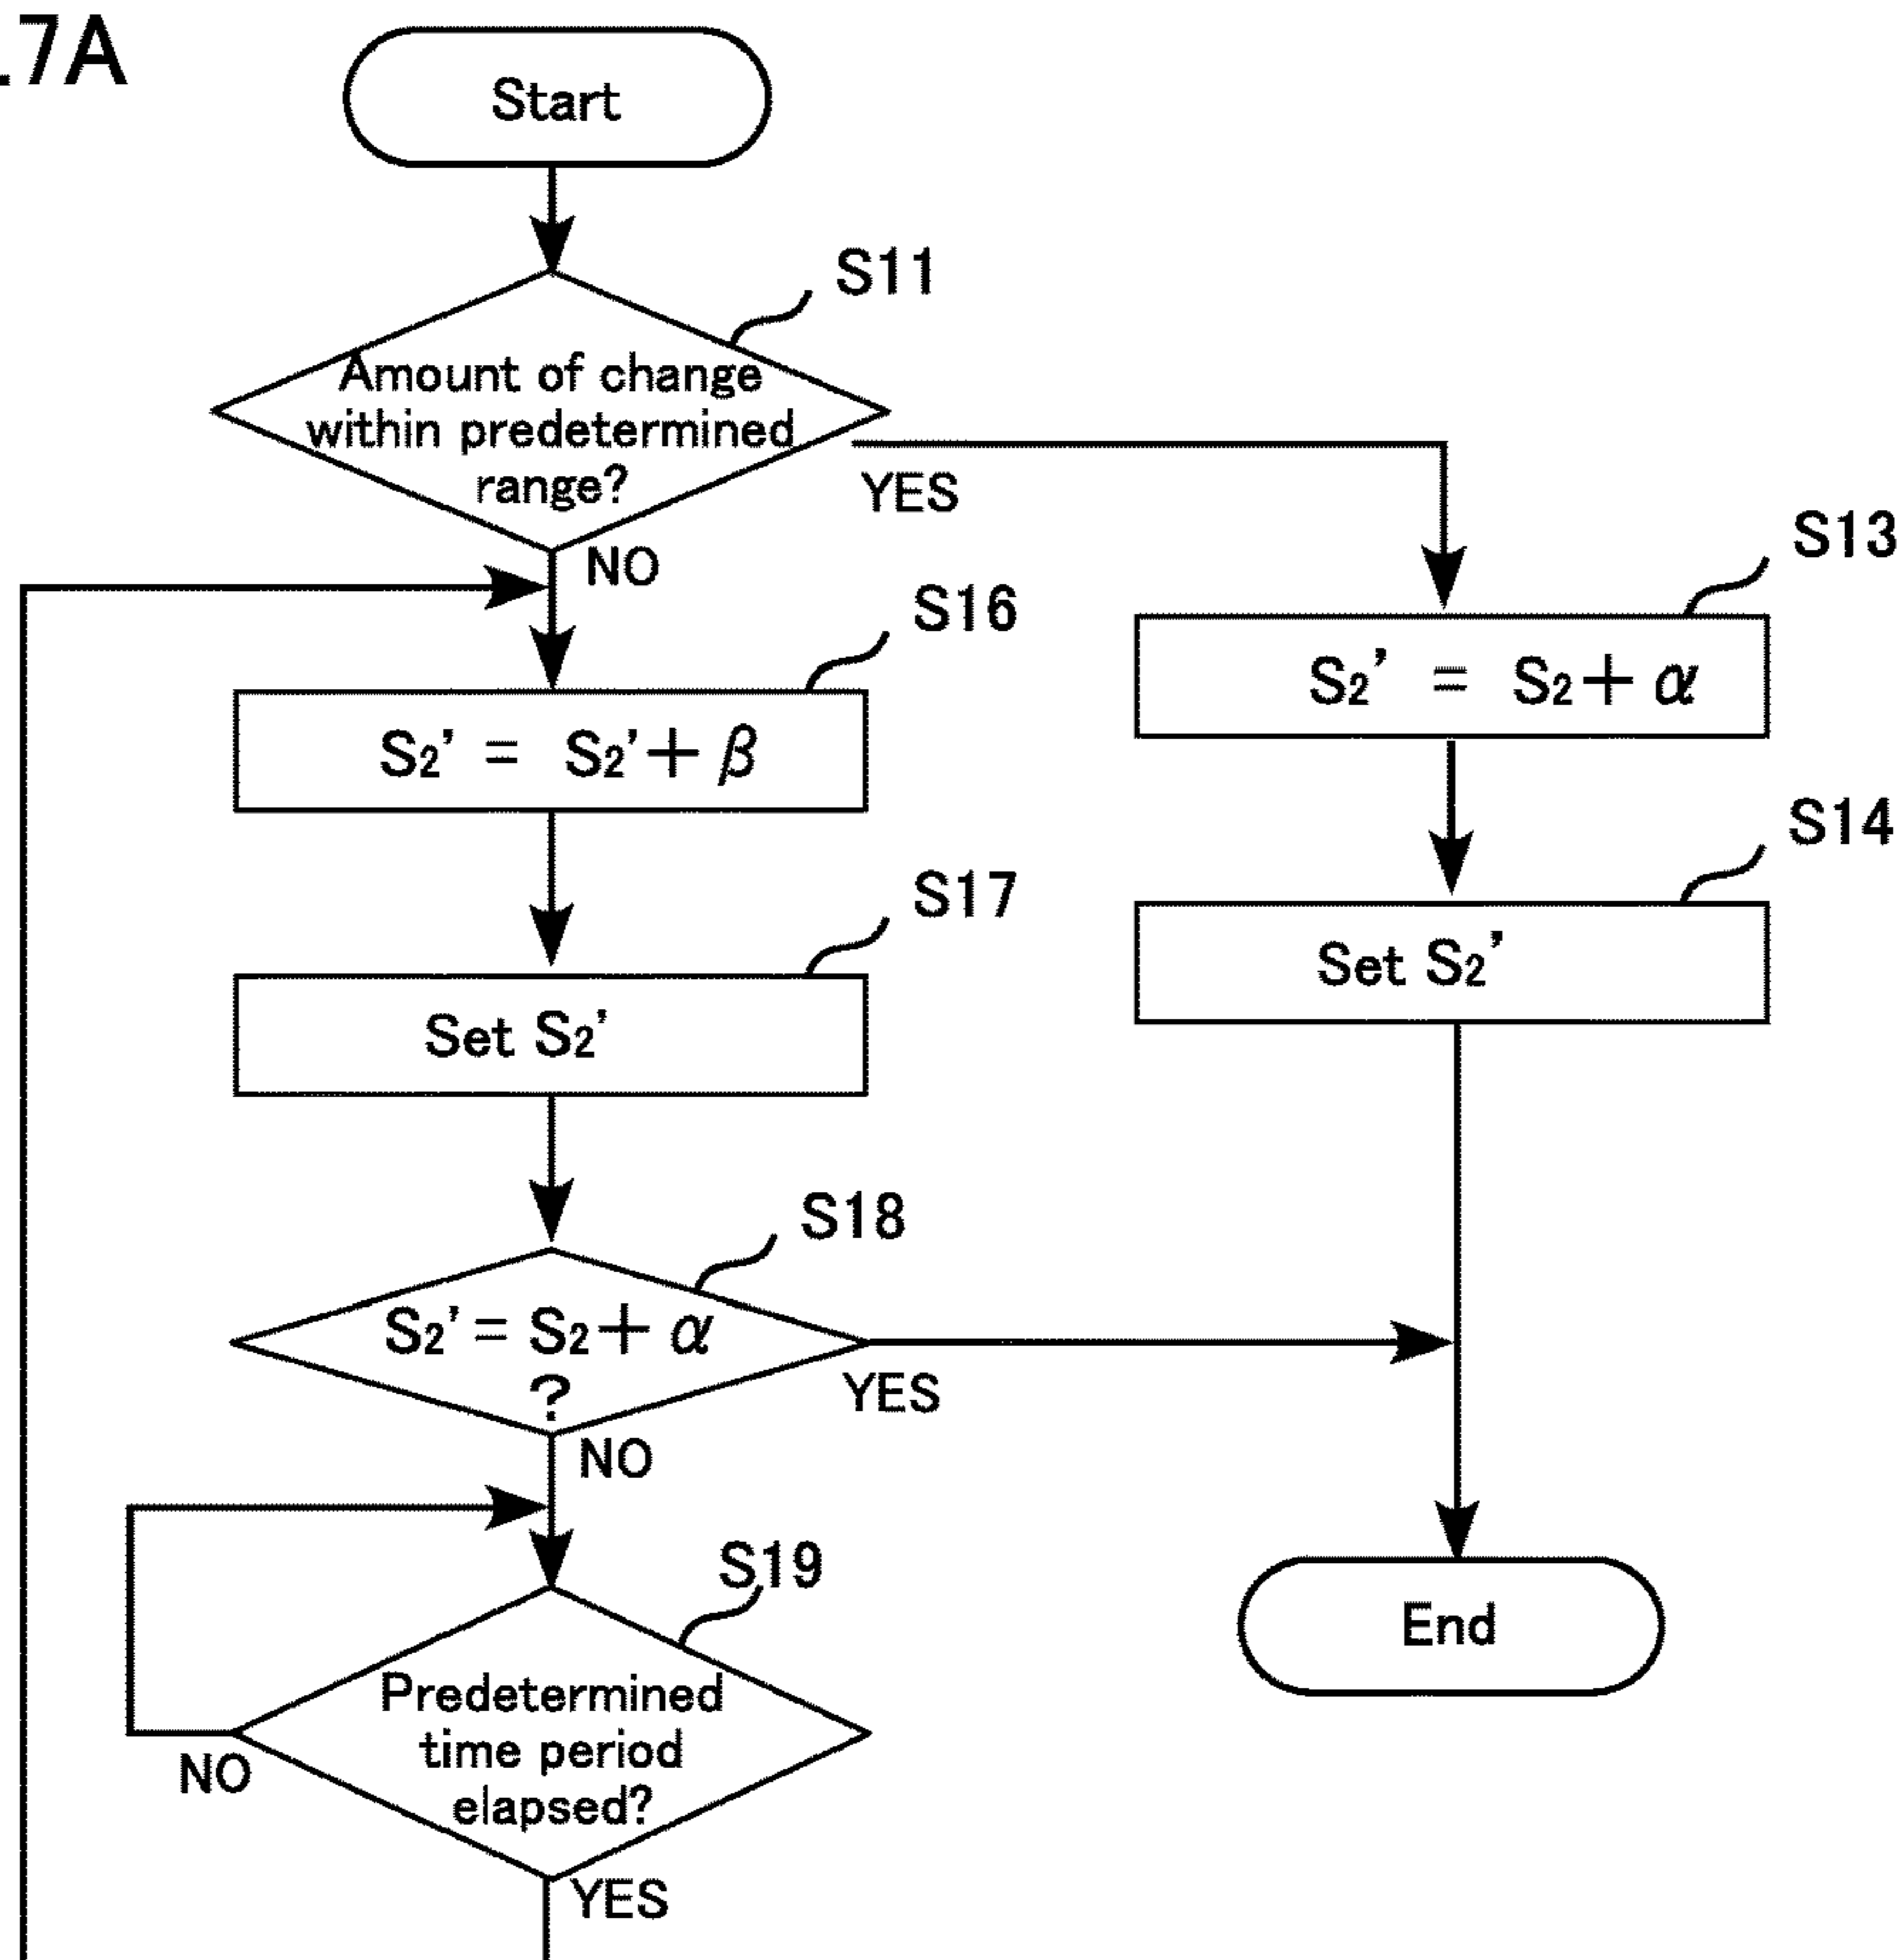 .7A
Start
S11
Amount of change
within predetermined
range?
YES
NO
S13
S₂' = S₂ + α
S16
S₂' = S₂' + β
S14
Set S₂'
S17
Set S₂'
S18
S₂' = S₂ + α
?
YES
NO
S19
Predetermined
time period
elapsed?
NO
YES
End